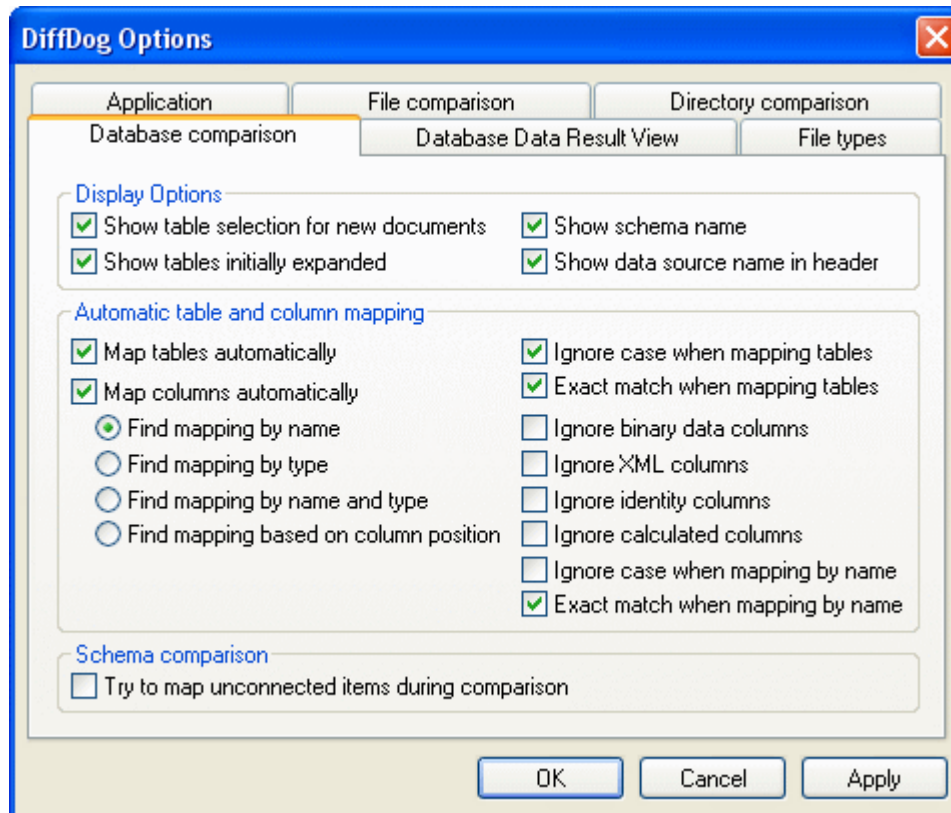 DiffDog Options
Application
File comparison
Directory comparison
Database comparison
Database Data Result View
File types
Display Options
Show table selection for new documents
Show schema name
Show tables initially expanded
Show data source name in header
Automatic table and column mapping
Map tables automatically
Ignore case when mapping tables
Map columns automatically
Exact match when mapping tables
Find mapping by name
Ignore binary data columns
Find mapping by type
Ignore XML columns
Find mapping by name and type
Ignore identity columns
Find mapping based on column position
Ignore calculated columns
Ignore case when mapping by name
Exact match when mapping by name
Schema comparison
Try to map unconnected items during comparison
OK
Cancel
Apply